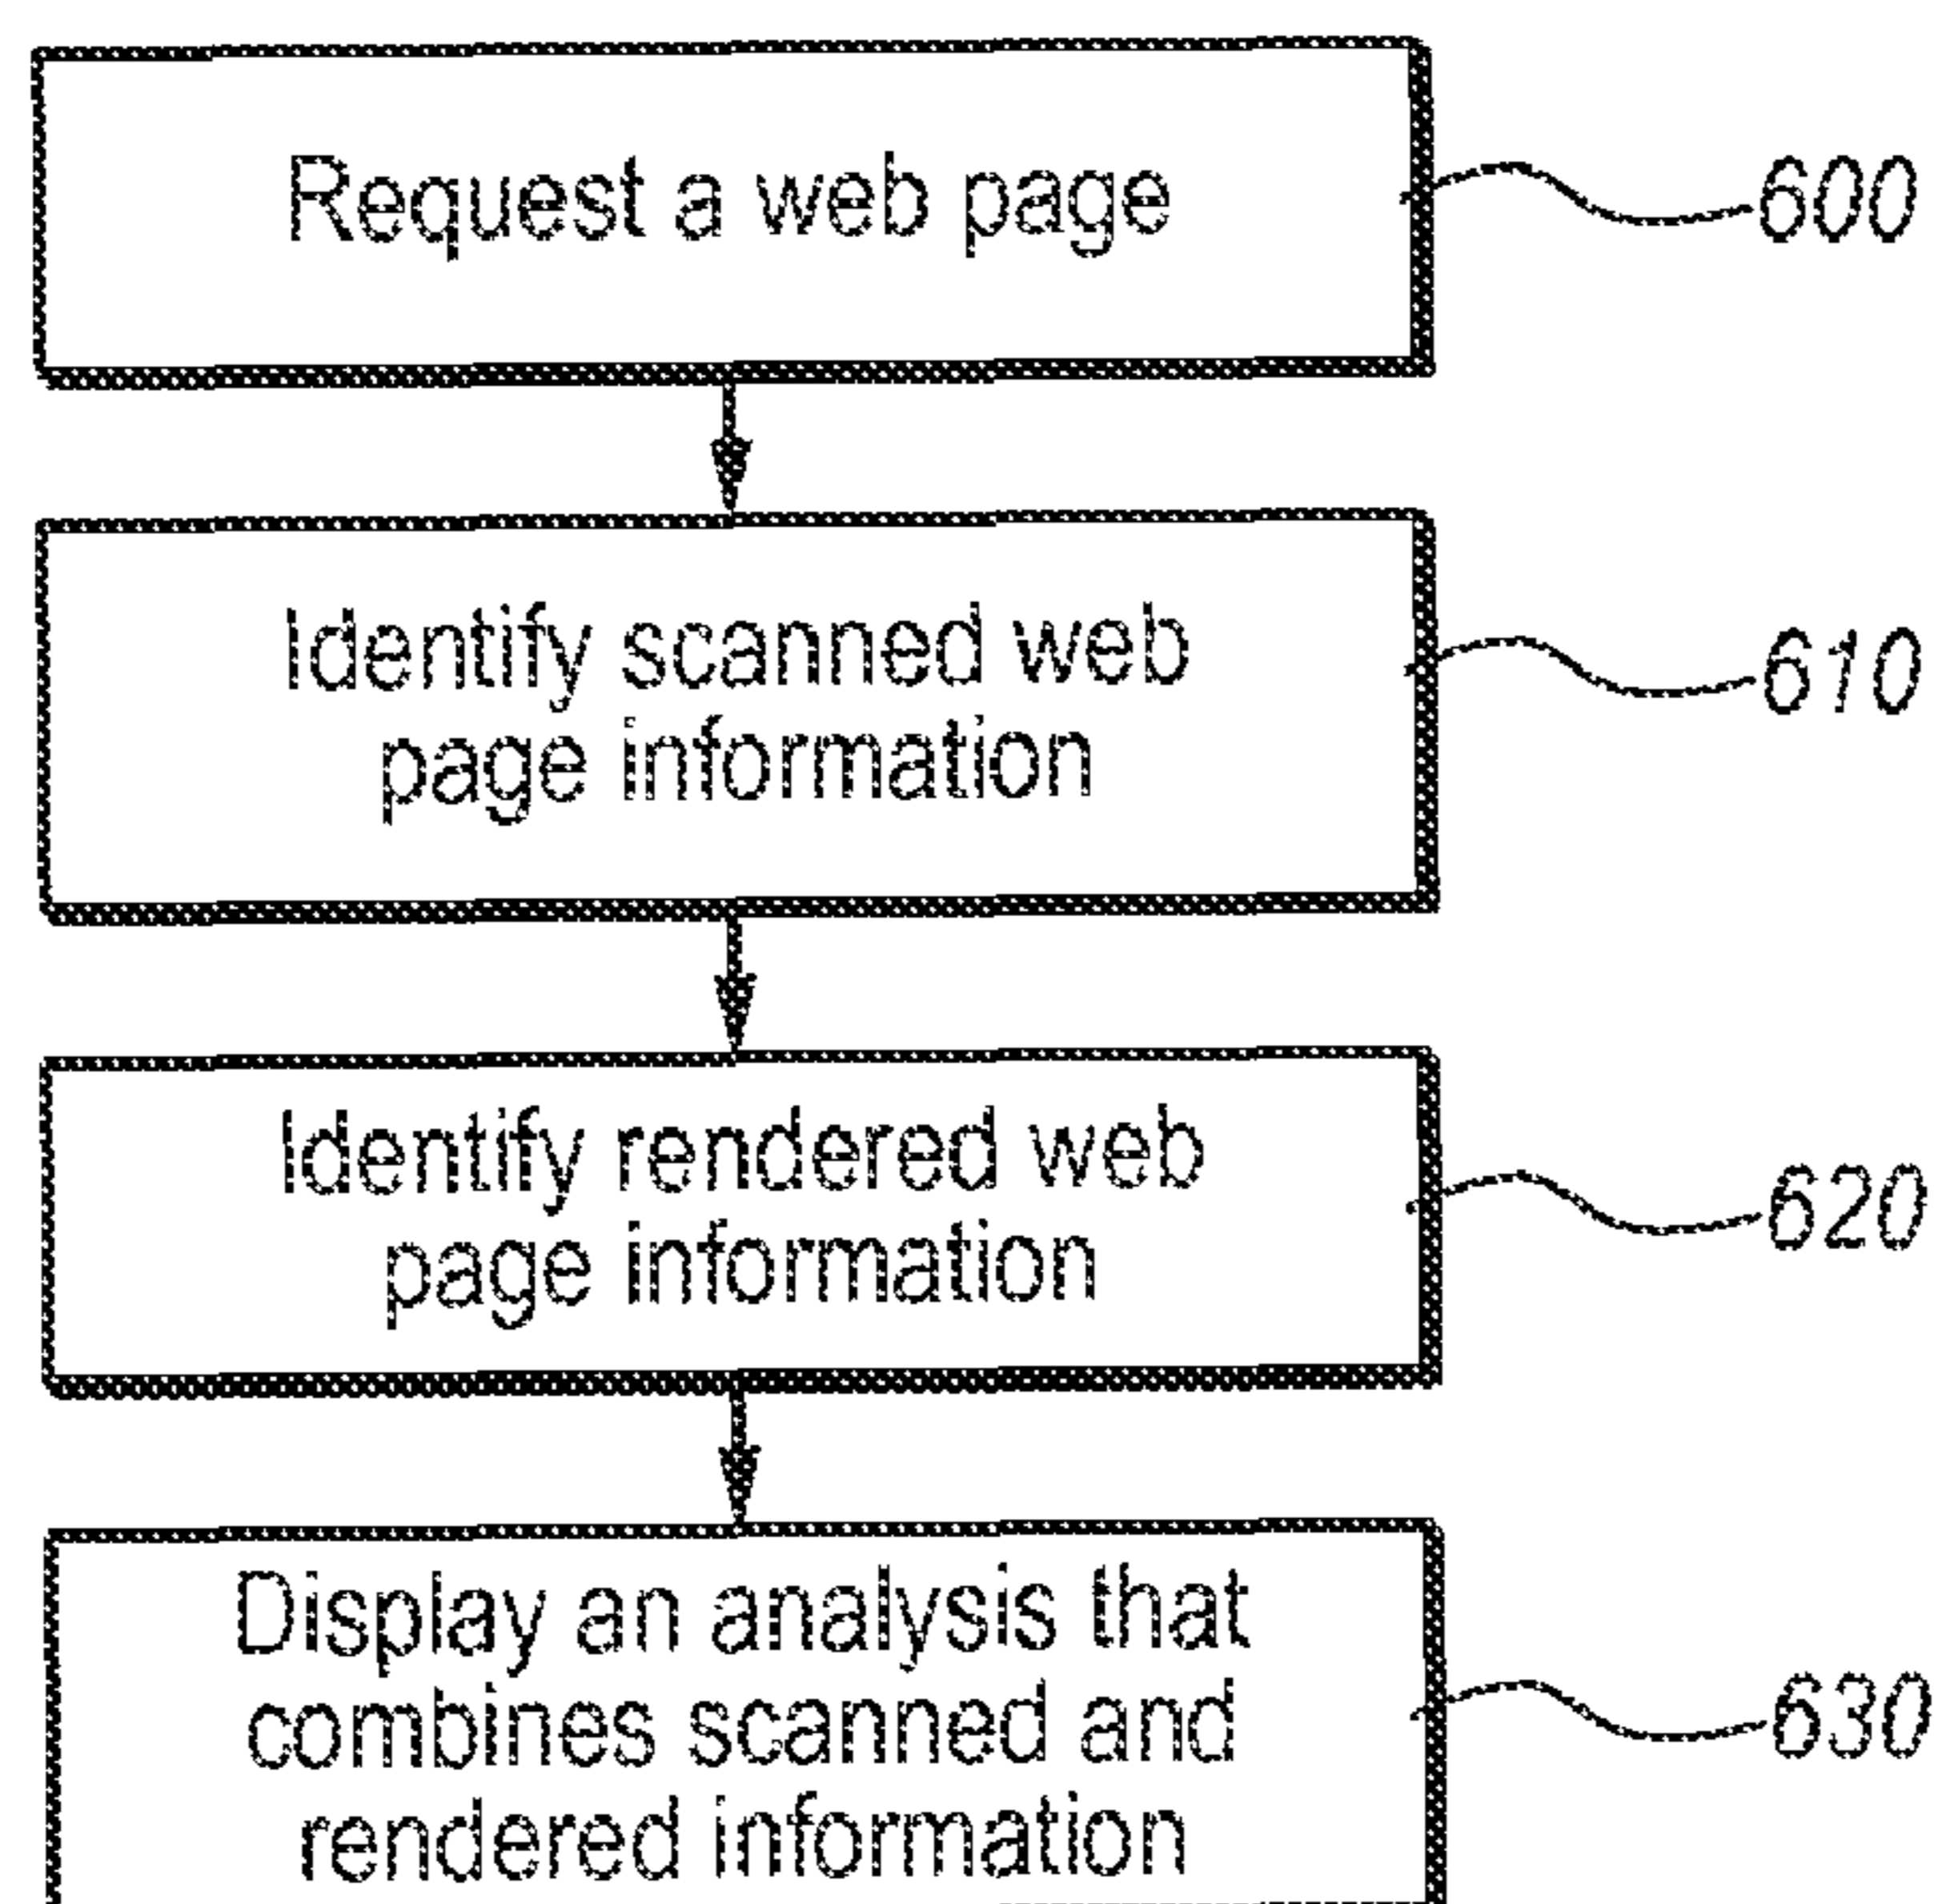 Request a web page
600
Identify scanned web
page information
610
Identify rendered web
page information
620
Display an analysis that
combines scanned and
rendered information
630